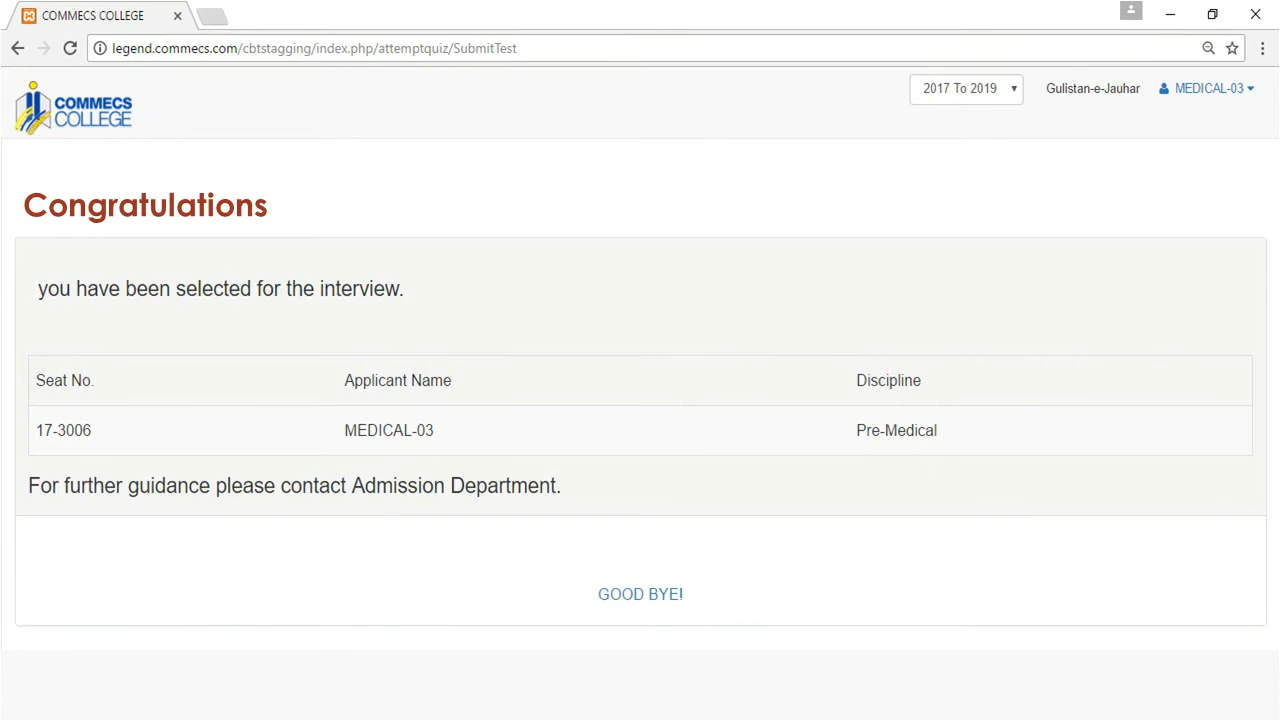 COMMECS COLLEGE
legend.commecs.com/cbtstagging/index.php/attemptquiz/SubmitTest
COMMECS
COLLEGE
2017 To 2019
Gulistan-e-Jauhar
MEDICAL-03
Congratulations
you have been selected for the interview.
Seat No. Applicant Name Discipline
17-3006 MEDICAL-03 Pre-Medical
For further guidance please contact Admission Department.
GOOD BYE!